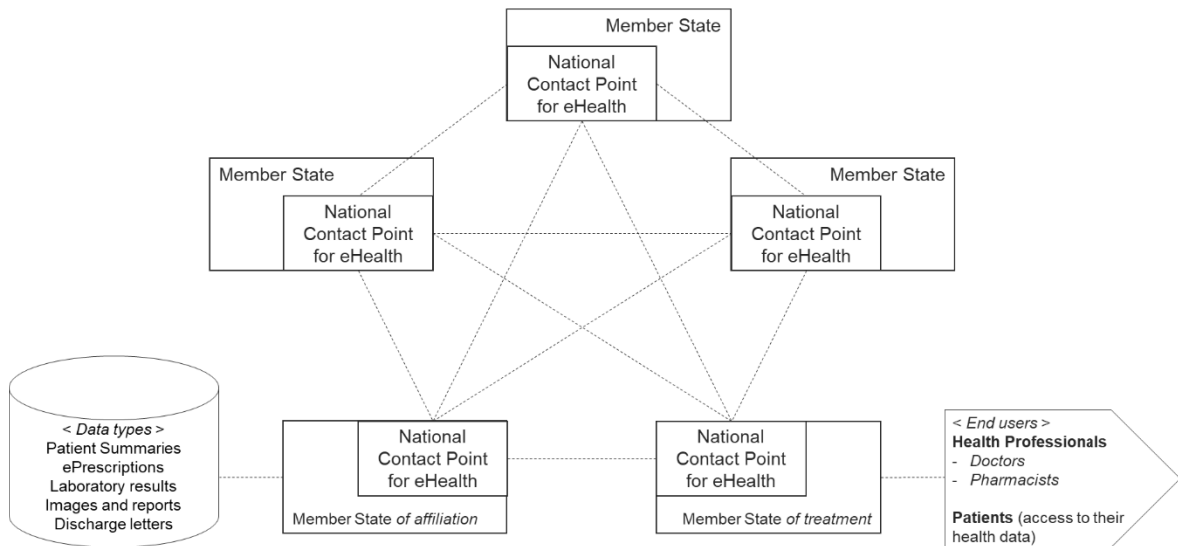 Member State
National
Contact Point
for eHealth
Member State
National
Contact Point
for eHealth
Member State
National
Contact Point
for eHealth
< Data types >
Patient Summaries
ePrescriptions
Laboratory results
Images and reports
Discharge letters
National
Contact Point
for eHealth
Member State of affiliation
National
Contact Point
for eHealth
Member State of treatment
< End users >
Health Professionals
- Doctors
- Pharmacists
Patients (access to their
health data)